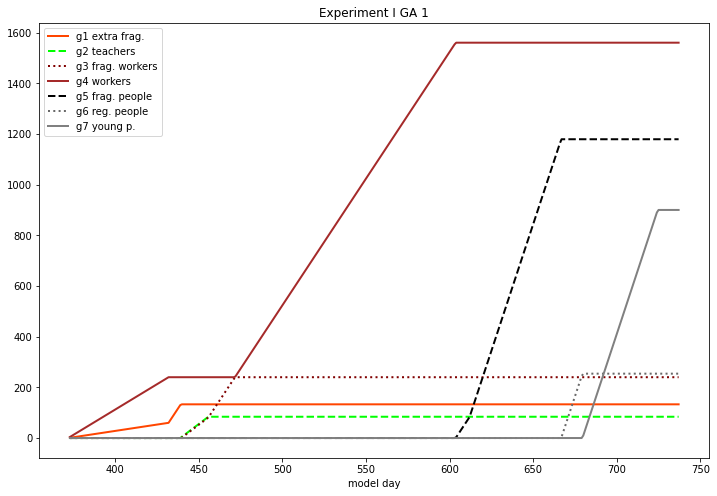 Experiment I GA 1
g1 extra frag.
g2 teachers
g3 frag. workers
g4 workers
g5 frag. people
g6 reg. people
g7 young p.
1600
1400
1200
1000
800
600
400
200
0
400 450 500 550 600 650 700 750
model day